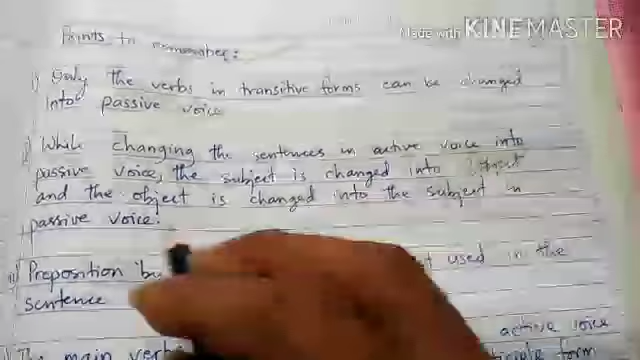 Made with KINEMASTER
Points to remember:
i) Only the verbs in transitive forms can be changed
into passive voice
ii) While changing the sentences in active voice into
passive voice, the subject is changed into object
and the object is changed into the subject in
passive voice.
iii) Preposition 'by used in the
sentence
active voice
The main verb form